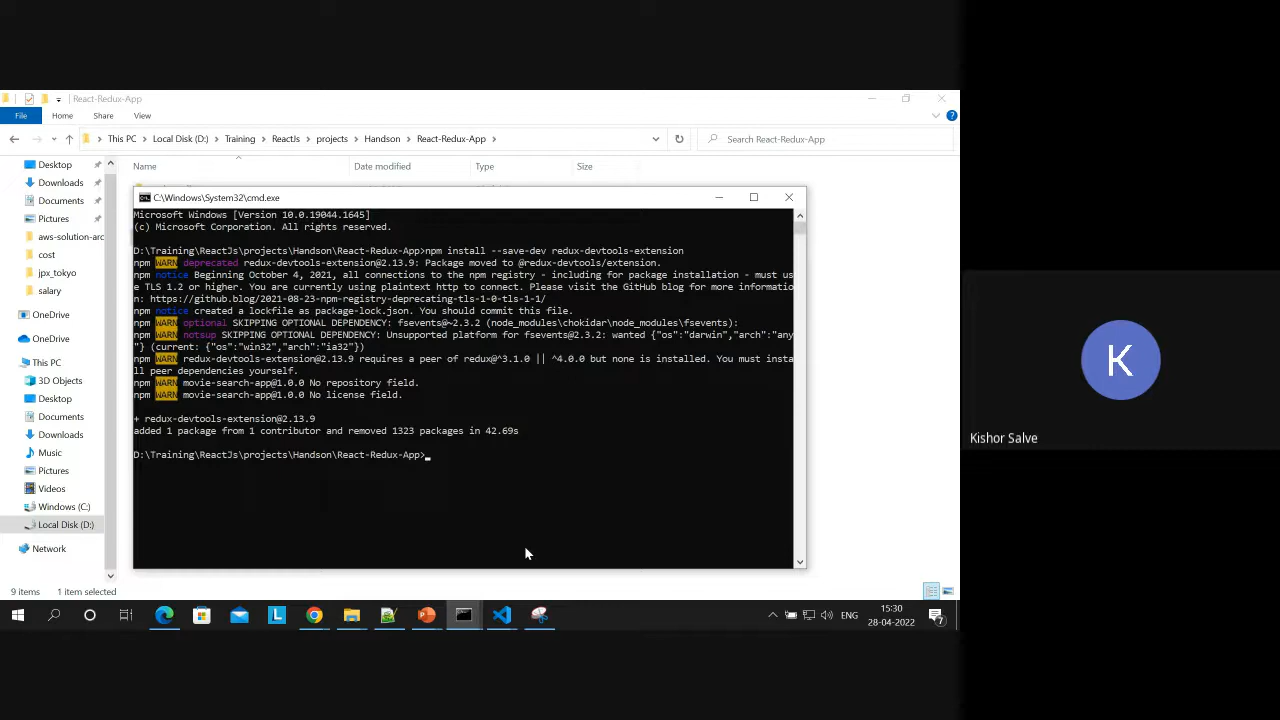 React-Redux-App
File Home Share View
This PC Local Disk (D:) Training ReactJs projects Handson React-Redux-App
Search React-Redux-App
Name Date modified Type Size
Desktop
Downloads
Documents
Pictures
aws-solution-arc
cost
jpx_tokyo
salary
OneDrive
OneDrive
This PC
3D Objects
Desktop
Documents
Downloads
Music
Pictures
Videos
Windows (C:)
Local Disk (D:)
Network
9 items 1 item selected
C:\Windows\System32\cmd.exe
Microsoft Windows [Version 10.0.19044.1645]
(c) Microsoft Corporation. All rights reserved.
D:\Training\ReactJs\projects\Handson\React-Redux-App>npm install --save-dev redux-devtools-extension
npm WARN deprecated redux-devtools-extension@2.13.9: Package moved to @redux-devtools/extension.
npm notice Beginning October 4, 2021, all connections to the npm registry - including for package installation - must us
e TLS 1.2 or higher. You are currently using plaintext http to connect. Please visit the GitHub blog for more informatio
n: https://github.blog/2021-08-23-npm-registry-deprecating-tls-1-0-tls-1-1/
npm notice created a lockfile as package-lock.json. You should commit this file.
npm WARN optional SKIPPING OPTIONAL DEPENDENCY: fsevents@~2.3.2 (node_modules\chokidar\node_modules\fsevents):
npm WARN notsup SKIPPING OPTIONAL DEPENDENCY: Unsupported platform for fsevents@2.3.2: wanted {"os":"darwin","arch":"any
"} (current: {"os":"win32","arch":"ia32"})
npm WARN redux-devtools-extension@2.13.9 requires a peer of redux@^3.1.0 || ^4.0.0 but none is installed. You must insta
ll peer dependencies yourself.
npm WARN movie-search-app@1.0.0 No repository field.
npm WARN movie-search-app@1.0.0 No license field.
+ redux-devtools-extension@2.13.9
added 1 package from 1 contributor and removed 1323 packages in 42.69s
D:\Training\ReactJs\projects\Handson\React-Redux-App>
ENG
15:30
28-04-2022
7
K
Kishor Salve